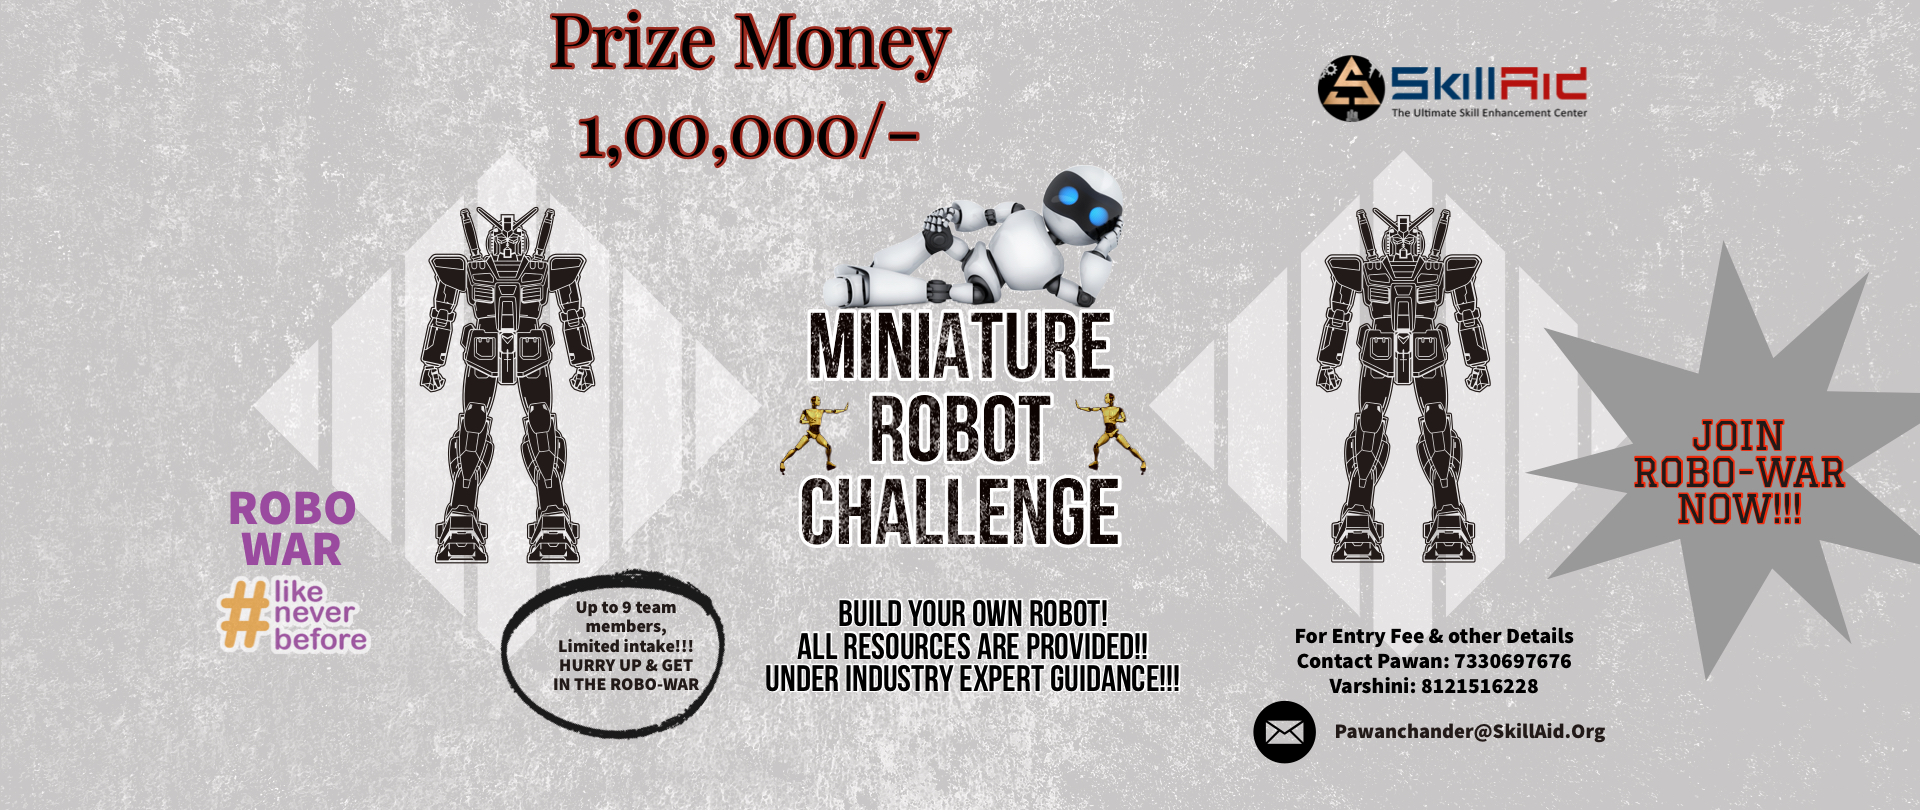 Prize Money
1,00,000/-
SkillAid
The Ultimate Skill Enhancement Center
MINIATURE
ROBOT
CHALLENGE
JOIN
ROBO-WAR
NOW!!!
ROBO
WAR
#like
never
before
Up to 9 team
members,
Limited intake!!!
HURRY UP & GET
IN THE ROBO-WAR
BUILD YOUR OWN ROBOT!
ALL RESOURCES ARE PROVIDED!!
UNDER INDUSTRY EXPERT GUIDANCE!!!
For Entry Fee & other Details
Contact Pawan: 7330697676
Varshini: 8121516228
Pawanchander@SkillAid.Org